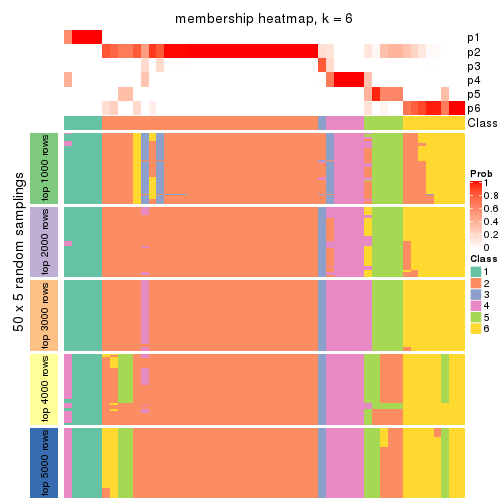 membership heatmap, k = 6
p1
p2
p3
p4
p5
p6
Class
50 x 5 random samplings
top 1000 rows
top 2000 rows
top 3000 rows
top 4000 rows
top 5000 rows
Prob
1
0.8
0.6
0.4
0.2
0
Class
1
2
3
4
5
6